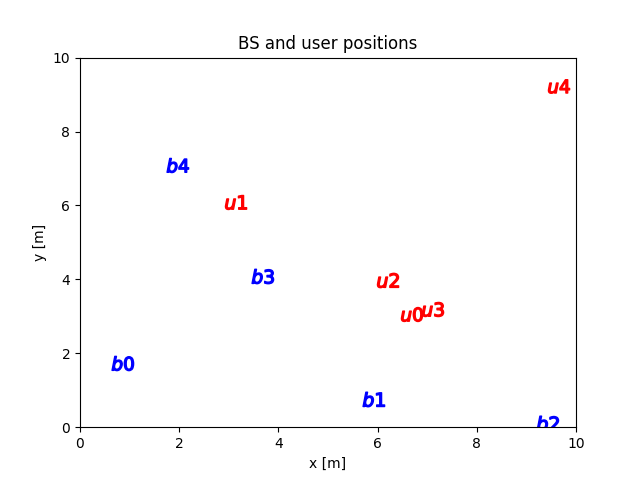 BS and user positions
10
u4
8
b4
6
u1
y [m]
4
b3
u2
u0
u3
2
b0
b1
b2
0
0 2 4 6 8 10
x [m]